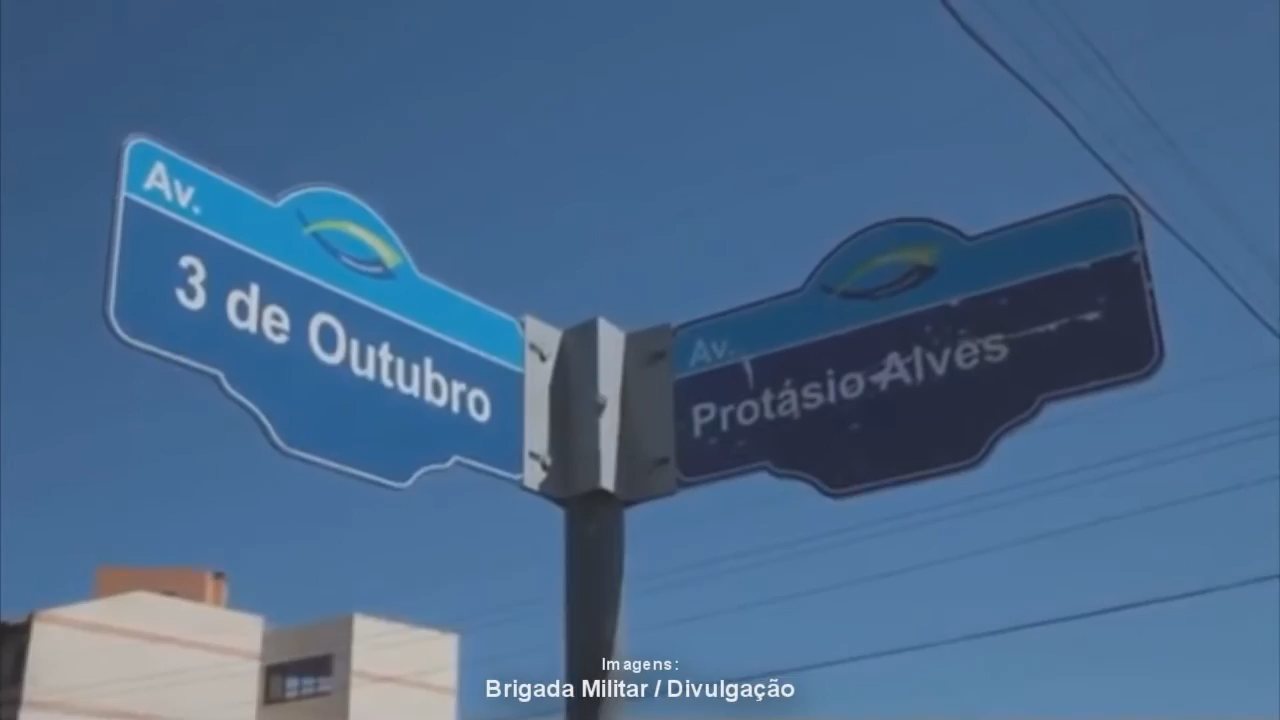 Av.
3 de Outubro
Av.
Protásio Alves
Imagens:
Brigada Militar / Divulgação